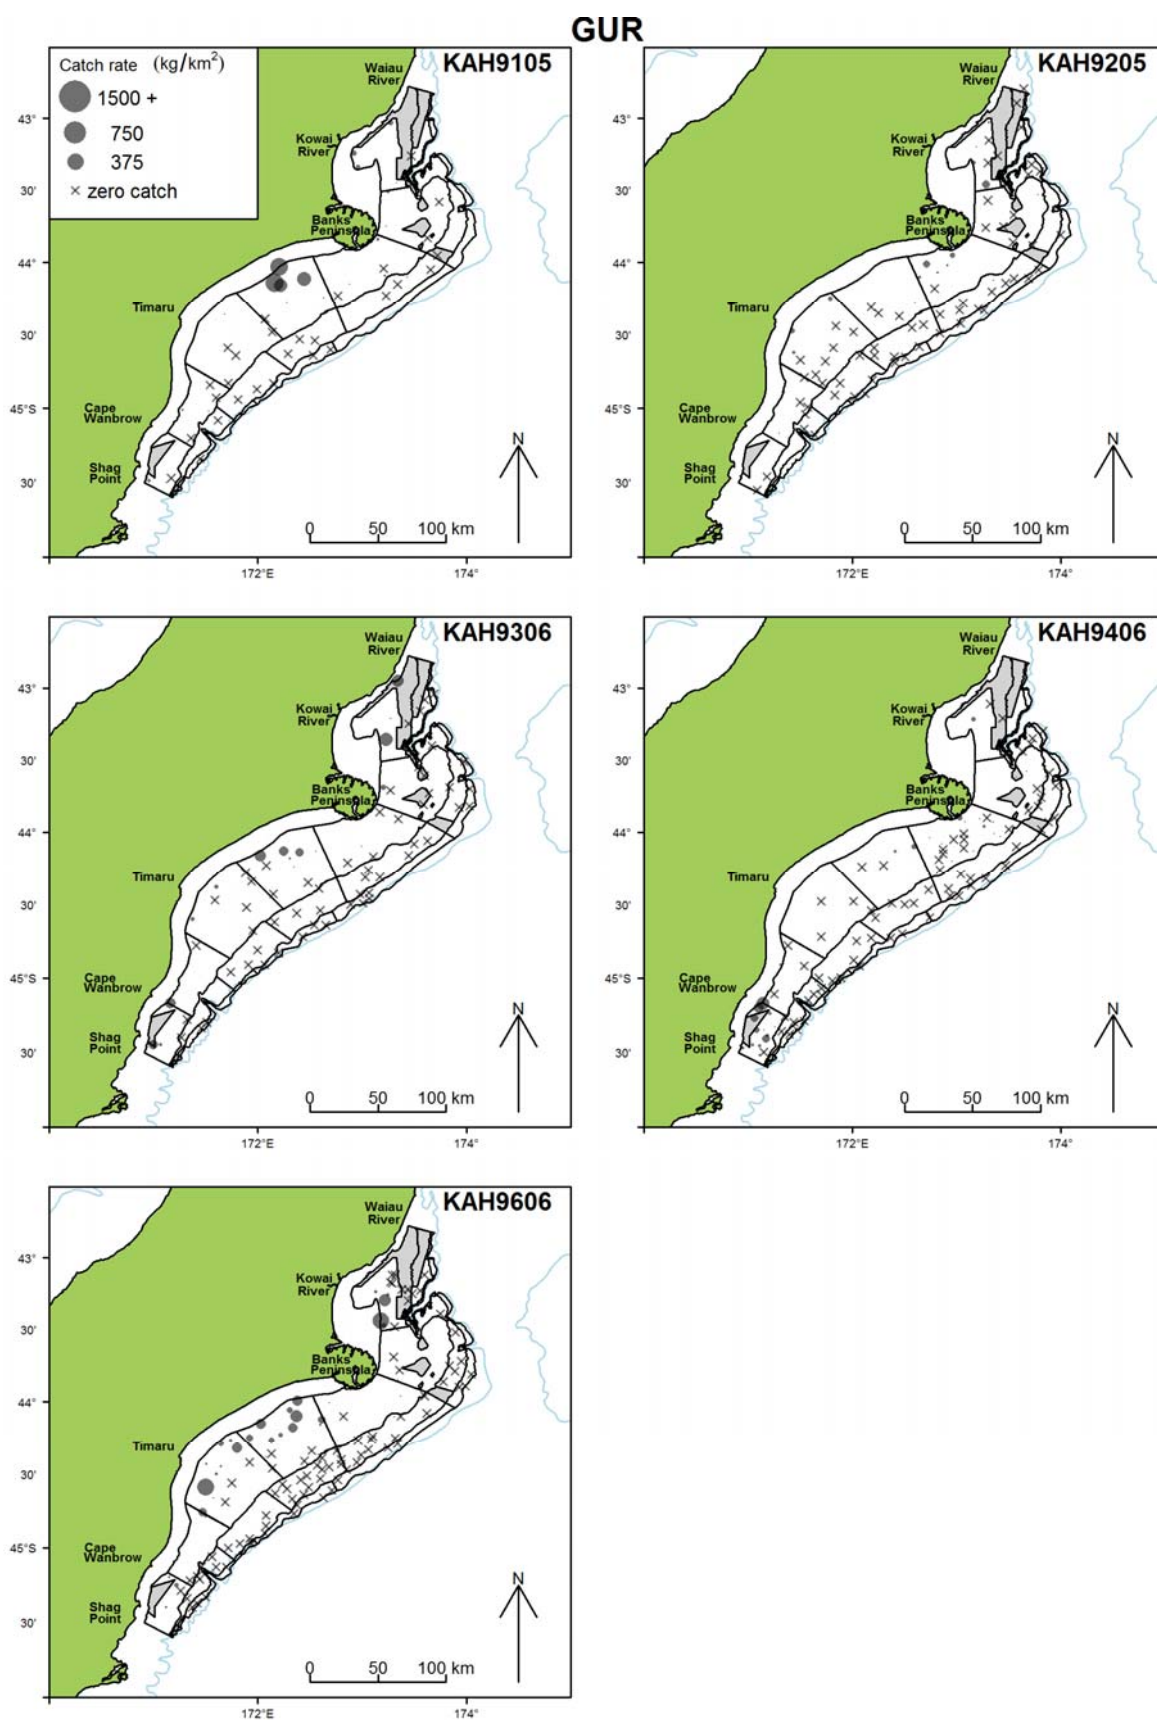 GUR
KAH9105
Catch rate (kg/km²)
1500 +
750
375
× zero catch
Waiau
River
Kowai
River
Banks
Peninsula
Timaru
Cape
Wanbrow
Shag
Point
43°
30'
44°
30'
45°S
30'
N
0 50 100 km
172°E 174°
KAH9205
Waiau
River
Kowai
River
Banks
Peninsula
Timaru
Cape
Wanbrow
Shag
Point
43°
30'
44°
30'
45°S
30'
N
0 50 100 km
172°E 174°
KAH9306
Waiau
River
Kowai
River
Banks
Peninsula
Timaru
Cape
Wanbrow
Shag
Point
43°
30'
44°
30'
45°S
30'
N
0 50 100 km
172°E 174°
KAH9406
Waiau
River
Kowai
River
Banks
Peninsula
Timaru
Cape
Wanbrow
Shag
Point
43°
30'
44°
30'
45°S
30'
N
0 50 100 km
172°E 174°
KAH9606
Waiau
River
Kowai
River
Banks
Peninsula
Timaru
Cape
Wanbrow
Shag
Point
43°
30'
44°
30'
45°S
30'
N
0 50 100 km
172°E 174°